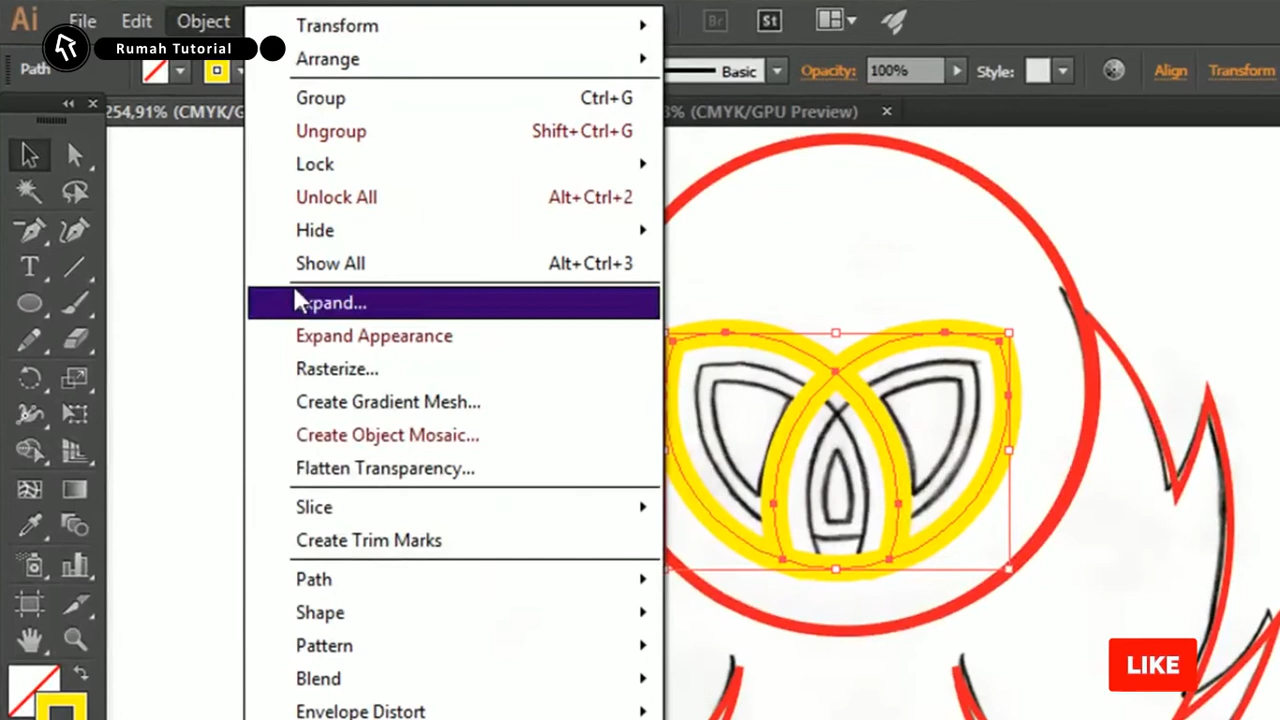 Ai File Edit Object Br St
Rumah Tutorial
Path Basic Opacity: 100% Style: Align Transform
254,91% (CMYK/G % (CMYK/GPU Preview) ×
Transform
Arrange
Group Ctrl+G
Ungroup Shift+Ctrl+G
Lock
Unlock All Alt+Ctrl+2
Hide
Show All Alt+Ctrl+3
xpand...
Expand Appearance
Rasterize...
Create Gradient Mesh...
Create Object Mosaic...
Flatten Transparency...
Slice
Create Trim Marks
Path
Shape
Pattern
Blend
Envelope Distort
LIKE